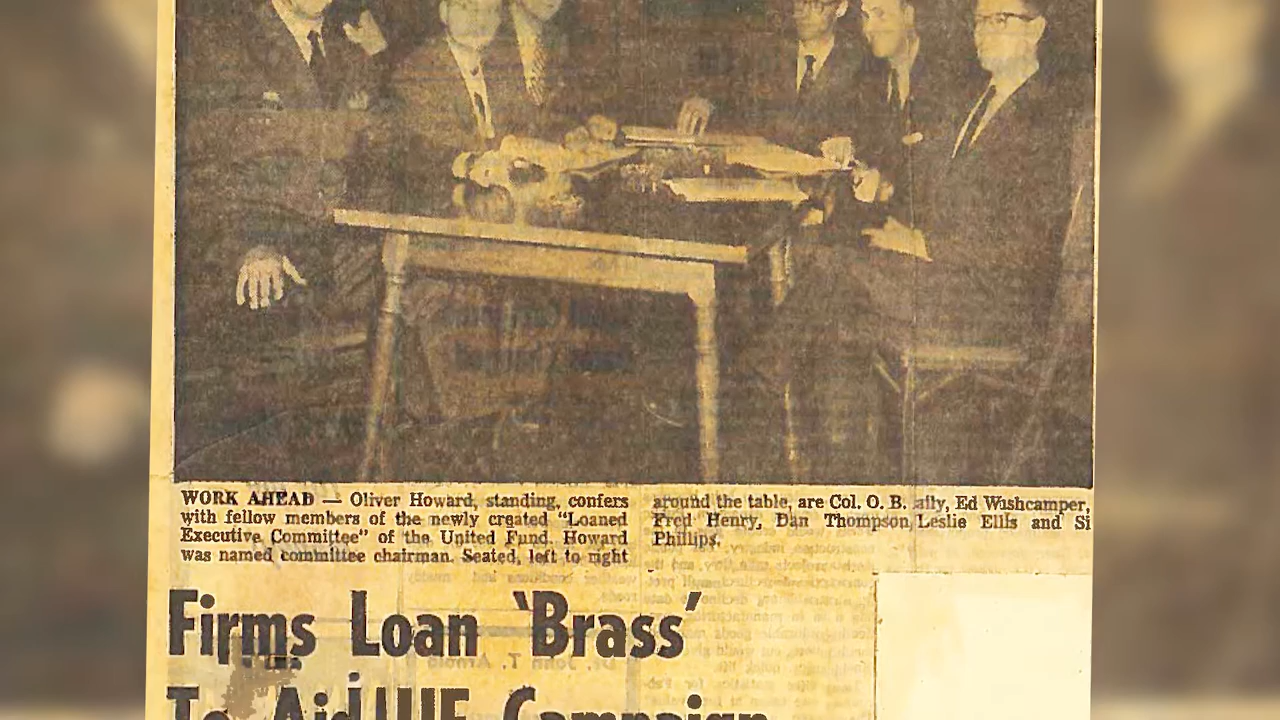 WORK AHEAD — Oliver Howard, standing, confers
with fellow members of the newly created "Loaned
Executive Committee" of the United Fund. Howard
was named committee chairman. Seated, left to right
around the table, are Col. O. B. ally, Ed Washcamper,
Fred Henry, Dan Thompson, Leslie Ellis and Si
Phillips.
Firms Loan 'Brass'
To Aid UF Campaign